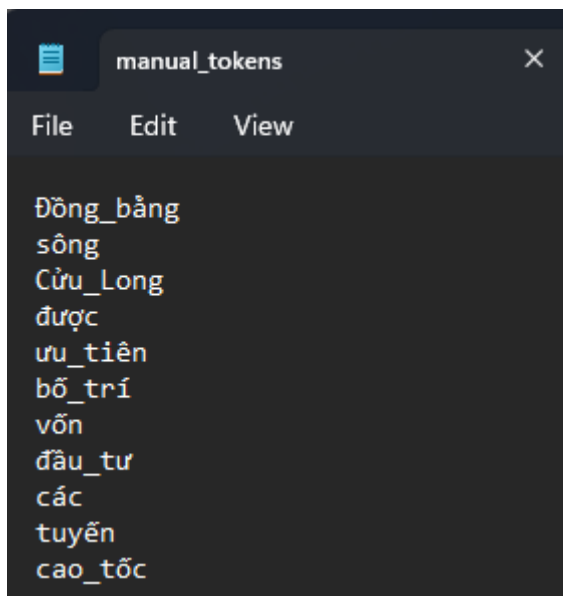 manual_tokens
File Edit View
Đồng_bằng
sông
Cửu_Long
được
ưu_tiên
bố_trí
vốn
đầu_tư
các
tuyến
cao_tốc